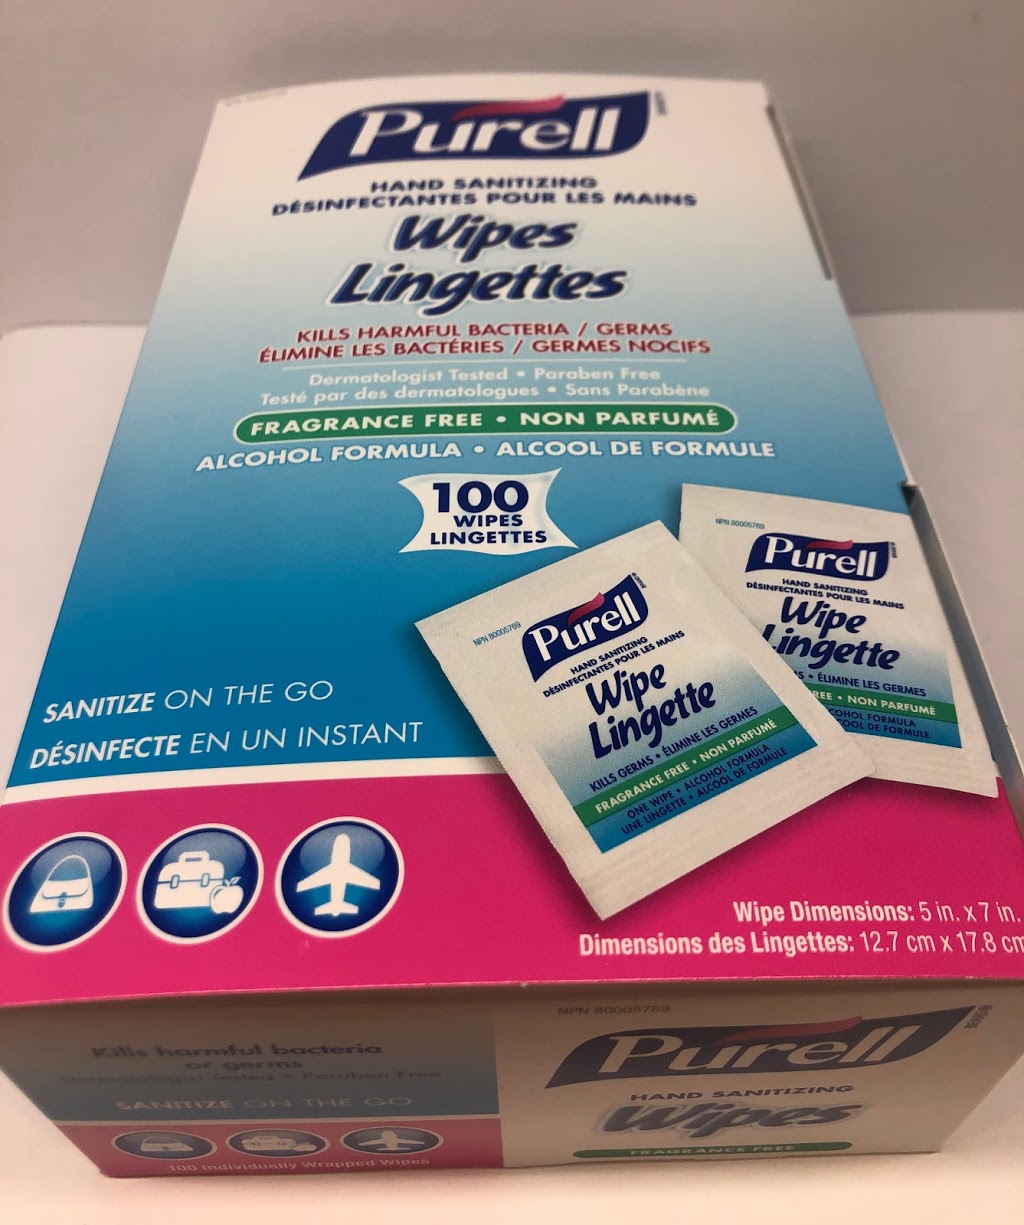 Purell
HAND SANITIZING
DÉSINFECTANTES POUR LES MAINS
Wipes
Lingettes
KILLS HARMFUL BACTERIA / GERMS
ÉLIMINE LES BACTÉRIES / GERMES NOCIFS
Dermatologist Tested • Paraben Free
Testé par des dermatologues • Sans Parabène
FRAGRANCE FREE • NON PARFUMÉ
ALCOHOL FORMULA • ALCOOL DE FORMULE
100
WIPES
LINGETTES
NPN 80005769
Purell
HAND SANITIZING
DÉSINFECTANTES POUR LES MAINS
Wipe
Lingette
ÉLIMINE LES GERMES
NON PARFUMÉ
NPN 80005769
Purell
HAND SANITIZING
DÉSINFECTANTES POUR LES MAINS
Wipe
Lingette
KILLS GERMS • ÉLIMINE LES GERMES
FRAGRANCE FREE • NON PARFUMÉ
ONE WIPE • ALCOHOL FORMULA
UNE LINGETTE • ALCOOL DE FORMULE
SANITIZE ON THE GO
DÉSINFECTE EN UN INSTANT
Wipe Dimensions: 5 in. x 7 in.
Dimensions des Lingettes: 12.7 cm x 17.8 cm
Kills harmful bacteria
or germs
Dermatologist Tested • Paraben Free
SANITIZE ON THE GO
100 Individually Wrapped Wipes
NPN 80005769
Purell
HAND SANITIZING
Wipes
FRAGRANCE FREE